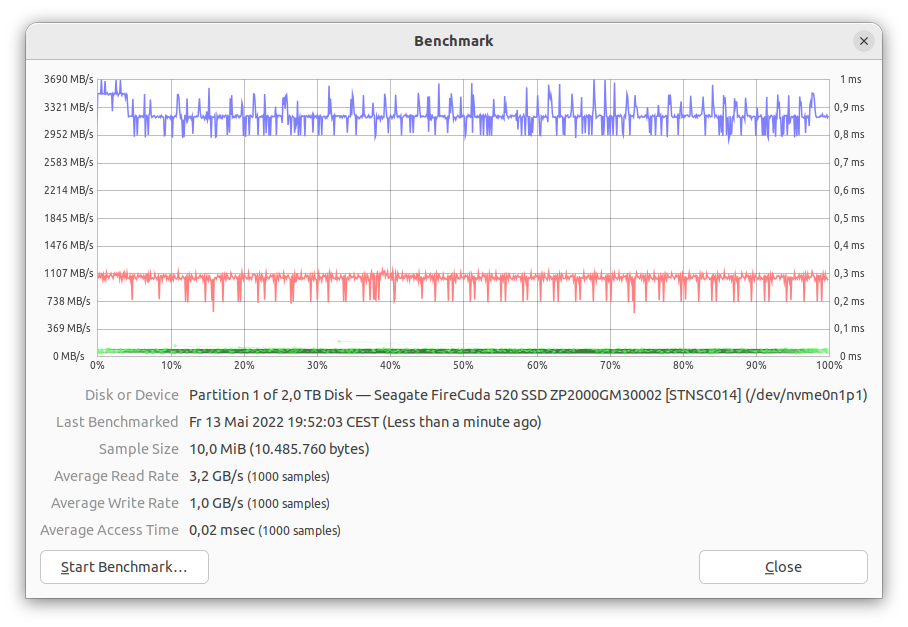 Benchmark
3690 MB/s 1 ms
3321 MB/s 0,9 ms
2952 MB/s 0,8 ms
2583 MB/s 0,7 ms
2214 MB/s 0,6 ms
1845 MB/s 0,5 ms
1476 MB/s 0,4 ms
1107 MB/s 0,3 ms
738 MB/s 0,2 ms
369 MB/s 0,1 ms
0 MB/s 0 ms
0% 10% 20% 30% 40% 50% 60% 70% 80% 90% 100%
Disk or Device Partition 1 of 2,0 TB Disk — Seagate FireCuda 520 SSD ZP2000GM30002 [STNSC014] (/dev/nvme0n1p1)
Last Benchmarked Fr 13 Mai 2022 19:52:03 CEST (Less than a minute ago)
Sample Size 10,0 MiB (10.485.760 bytes)
Average Read Rate 3,2 GB/s (1000 samples)
Average Write Rate 1,0 GB/s (1000 samples)
Average Access Time 0,02 msec (1000 samples)
Start Benchmark… Close